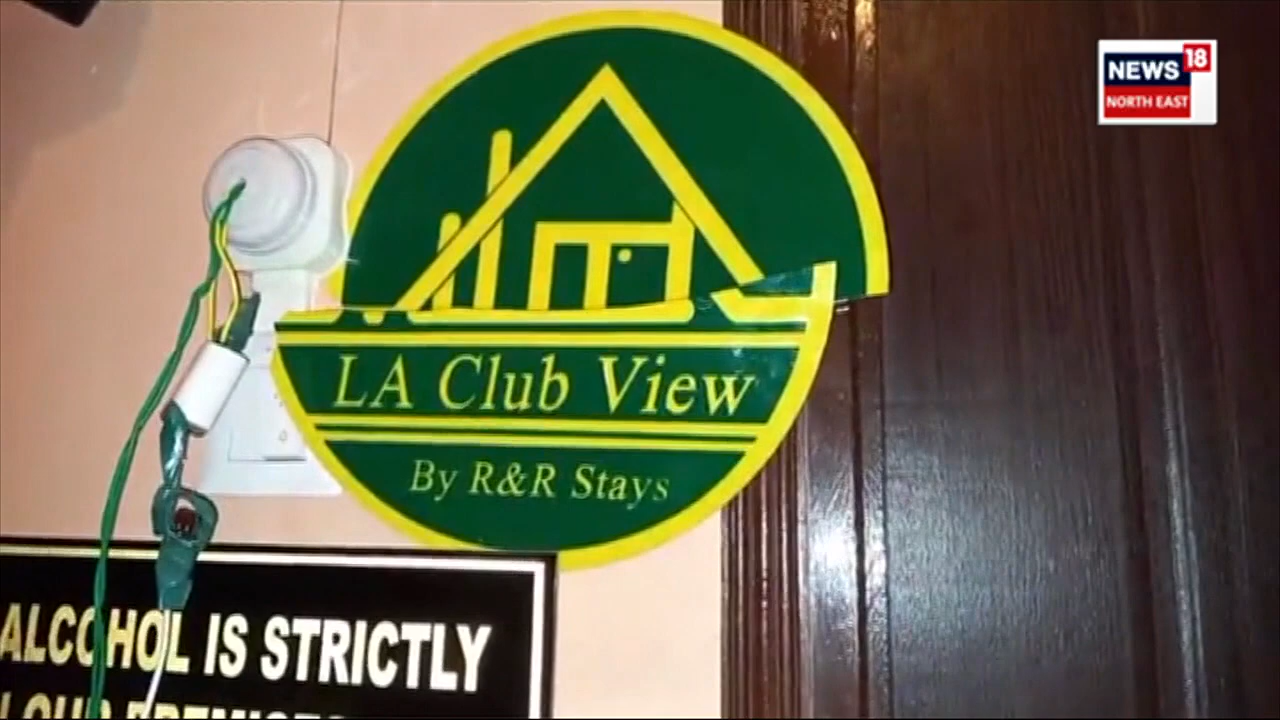 NEWS 18
NORTH EAST
LA Club View
By R&R Stays
ALCOHOL IS STRICTLY